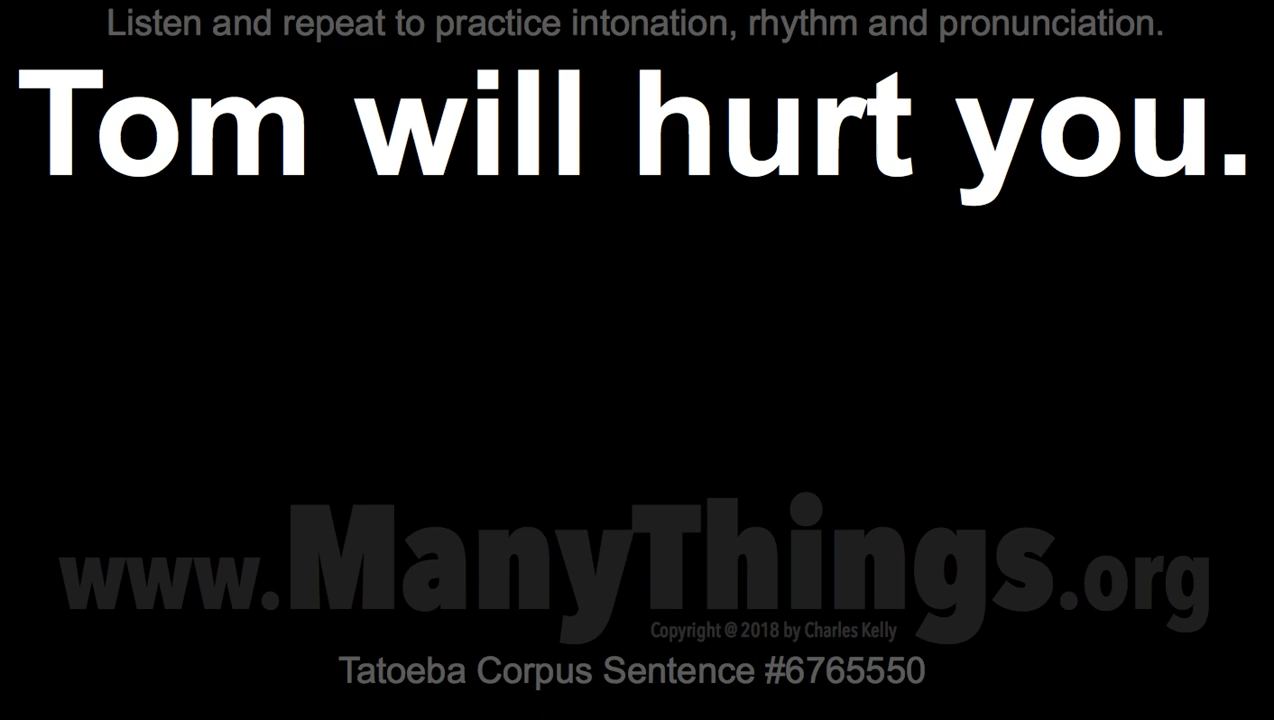 Listen and repeat to practice intonation, rhythm and pronunciation.
Tom will hurt you.
www.ManyThings.org
Copyright @ 2018 by Charles Kelly
Tatoeba Corpus Sentence #6765550